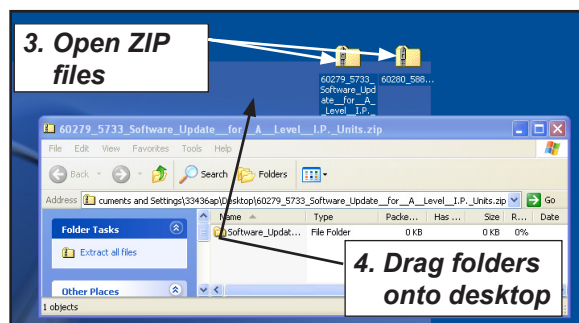 3. Open ZIP
files
60279_5733_
Software_Upd
ate__for__A_
_Level__I.P._
60280_588...
60279_5733_Software_Update__for__A__Level__I.P._Units.zip
File Edit View Favorites Tools Help
Back Search Folders
Address cuments and Settings\33436ap\Desktop\60279_5733_Software_Update__for__A__Level__I.P._Units.zip Go
Folder Tasks
Name Type Packe... Has ... Size R... Date
Software_Updat... File Folder 0 KB 0 KB 0%
Extract all files
4. Drag folders
onto desktop
Other Places
1 objects